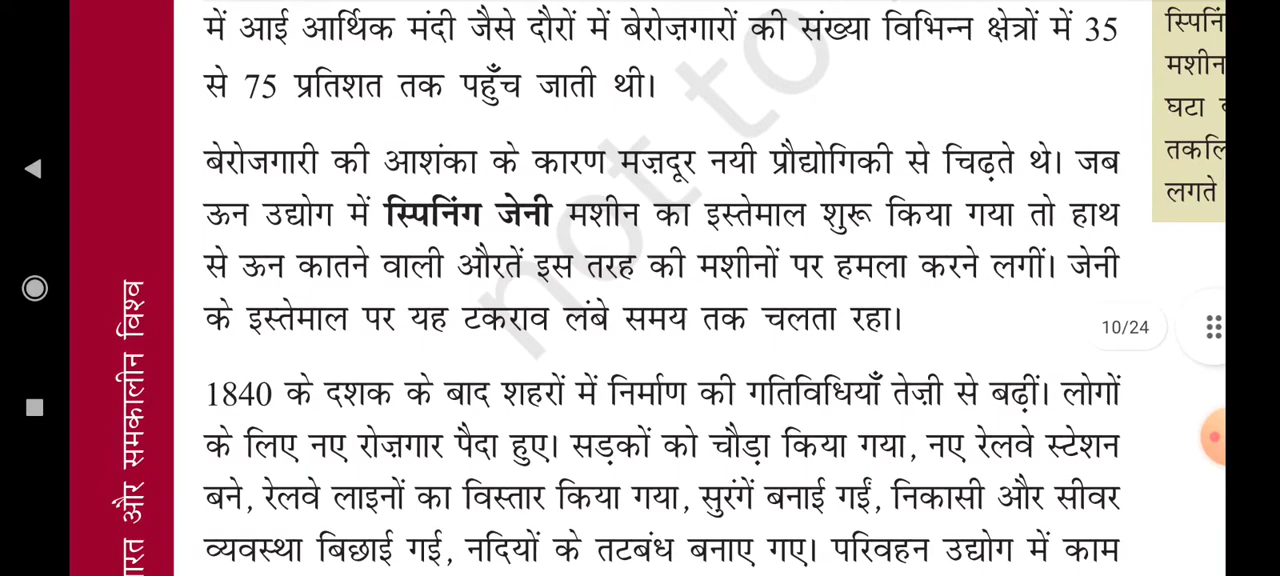 में आई आर्थिक मंदी जैसे दौरों में बेरोज़गारों की संख्या विभिन्न क्षेत्रों में 35
से 75 प्रतिशत तक पहुँच जाती थी।
बेरोजगारी की आशंका के कारण मज़दूर नयी प्रौद्योगिकी से चिढ़ते थे। जब
ऊन उद्योग में स्पिनिंग जेनी मशीन का इस्तेमाल शुरू किया गया तो हाथ
से ऊन कातने वाली औरतें इस तरह की मशीनों पर हमला करने लगीं। जेनी
के इस्तेमाल पर यह टकराव लंबे समय तक चलता रहा।
1840 के दशक के बाद शहरों में निर्माण की गतिविधियाँ तेज़ी से बढ़ीं। लोगों
के लिए नए रोज़गार पैदा हुए। सड़कों को चौड़ा किया गया, नए रेलवे स्टेशन
बने, रेलवे लाइनों का विस्तार किया गया, सुरंगें बनाई गईं, निकासी और सीवर
व्यवस्था बिछाई गई, नदियों के तटबंध बनाए गए। परिवहन उद्योग में काम
मशीन
घटा
लगते
10/24
और समकालीन विश्व
not to